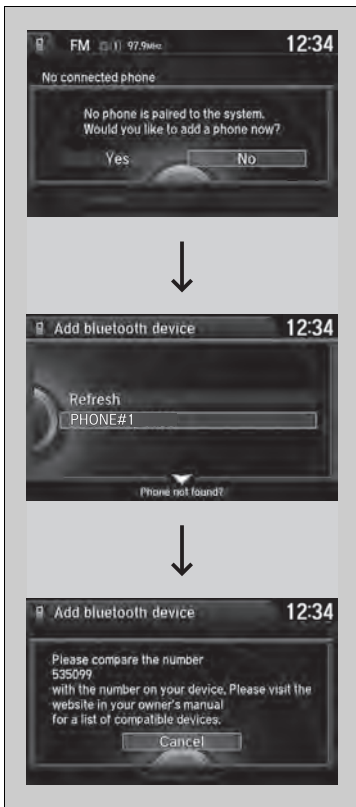 FM (1) 97.9MHz 12:34
No connected phone
No phone is paired to the system.
Would you like to add a phone now?
Yes No
Add bluetooth device 12:34
Refresh
PHONE#1
Phone not found?
Add bluetooth device 12:34
Please compare the number
535099
with the number on your device. Please visit the
website in your owner's manual
for a list of compatible devices.
Cancel